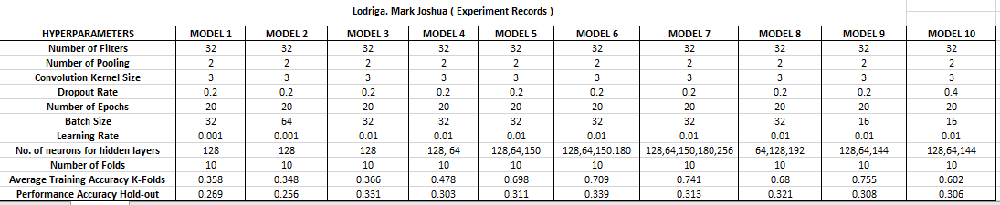 Lodriga, Mark Joshua ( Experiment Records )
HYPERPARAMETERS MODEL 1 MODEL 2 MODEL 3 MODEL 4 MODEL 5 MODEL 6 MODEL 7 MODEL 8 MODEL 9 MODEL 10
Number of Filters 32 32 32 32 32 32 32 32 32 32
Number of Pooling 2 2 2 2 2 2 2 2 2 2
Convolution Kernel Size 3 3 3 3 3 3 3 3 3 3
Dropout Rate 0.2 0.2 0.2 0.2 0.2 0.2 0.2 0.2 0.2 0.4
Number of Epochs 20 20 20 20 20 20 20 20 20 20
Batch Size 32 64 32 32 32 32 32 32 16 16
Learning Rate 0.001 0.001 0.01 0.01 0.01 0.01 0.01 0.01 0.01 0.01
No. of neurons for hidden layers 128 128 128 128, 64 128,64,150 128,64,150.180 128,64,150,180,256 64,128,192 128,64,144 128,64,144
Number of Folds 10 10 10 10 10 10 10 10 10 10
Average Training Accuracy K-Folds 0.358 0.348 0.366 0.478 0.698 0.709 0.741 0.68 0.755 0.602
Performance Accuracy Hold-out 0.269 0.256 0.331 0.303 0.311 0.339 0.313 0.321 0.308 0.306